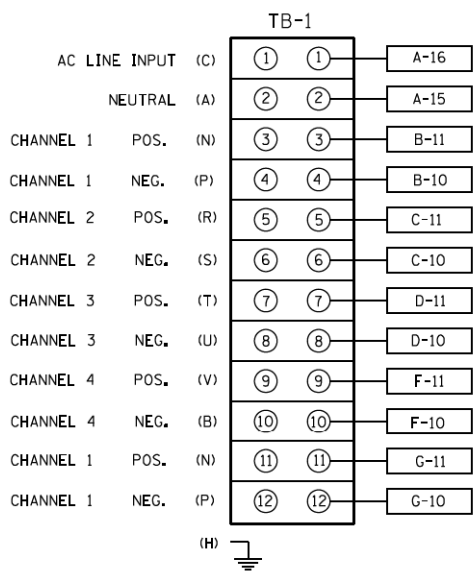 TB-1
AC LINE INPUT (C) 1 1 A-16
NEUTRAL (A) 2 2 A-15
CHANNEL 1 POS. (N) 3 3 B-11
CHANNEL 1 NEG. (P) 4 4 B-10
CHANNEL 2 POS. (R) 5 5 C-11
CHANNEL 2 NEG. (S) 6 6 C-10
CHANNEL 3 POS. (T) 7 7 D-11
CHANNEL 3 NEG. (U) 8 8 D-10
CHANNEL 4 POS. (V) 9 9 F-11
CHANNEL 4 NEG. (B) 10 10 F-10
CHANNEL 1 POS. (N) 11 11 G-11
CHANNEL 1 NEG. (P) 12 12 G-10
(H)